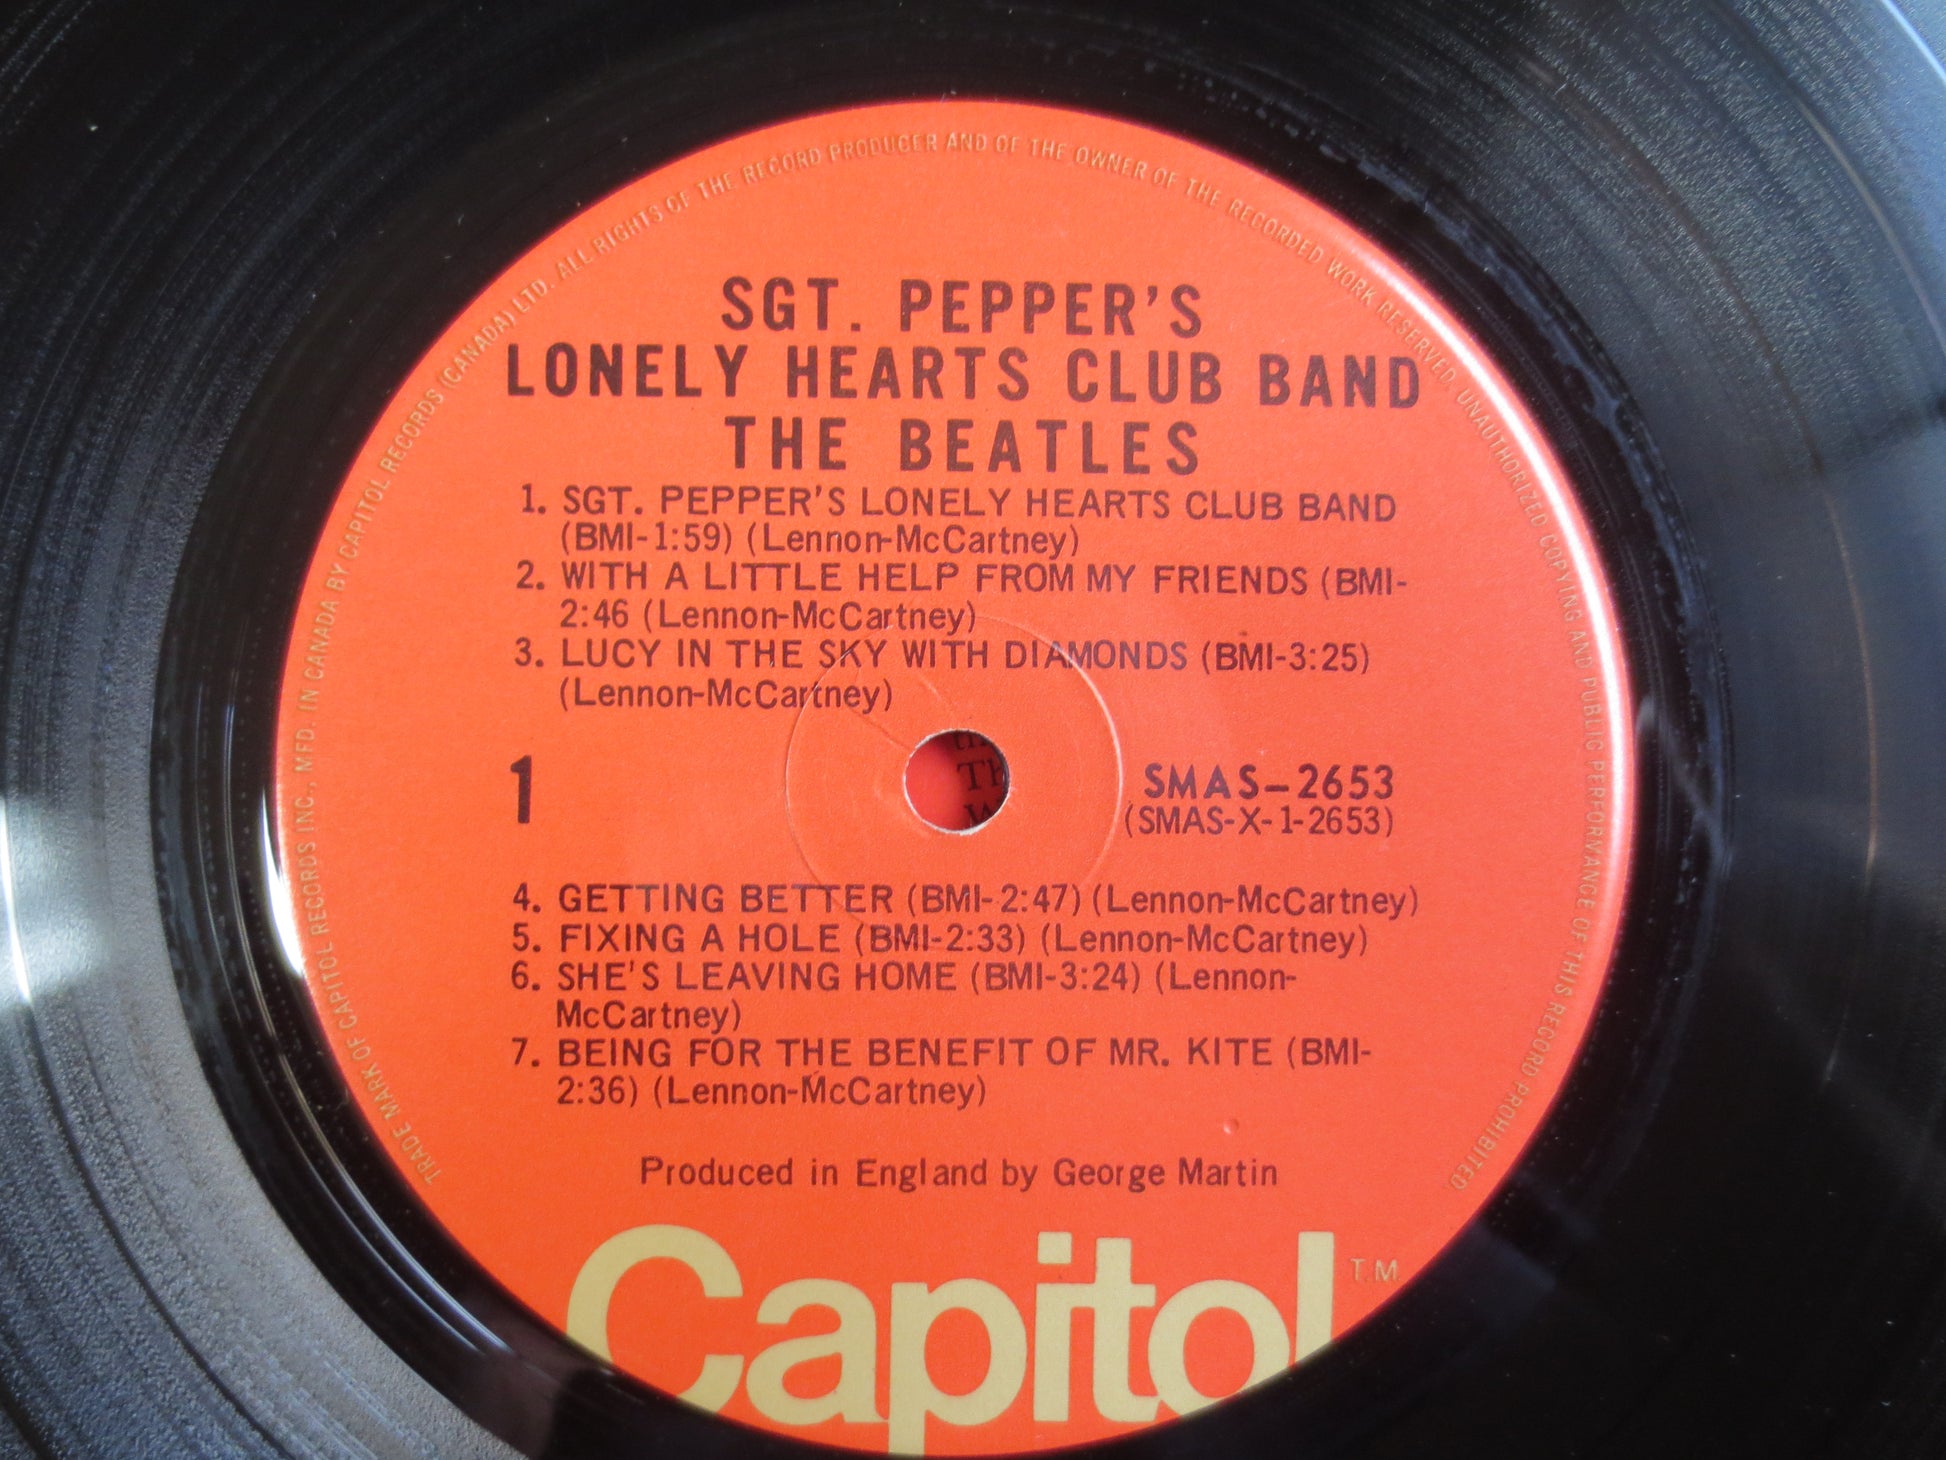 TRADE MARK OF CAPITOL RECORDS INC., MFD. IN CANADA BY CAPITOL RECORDS (CANADA) LTD. ALL RIGHTS OF THE RECORD PRODUCER AND OF THE OWNER OF THE RECORDED WORK RESERVED. UNAUTHORIZED COPYING AND PUBLIC PERFORMANCE OF THIS RECORD PROHIBITED
SGT. PEPPER'S
LONELY HEARTS CLUB BAND
THE BEATLES
1. SGT. PEPPER'S LONELY HEARTS CLUB BAND
(BMI-1:59) (Lennon-McCartney)
2. WITH A LITTLE HELP FROM MY FRIENDS (BMI-
2:46 (Lennon-McCartney)
3. LUCY IN THE SKY WITH DIAMONDS (BMI-3:25)
(Lennon-McCartney)
1
SMAS-2653
(SMAS-X-1-2653)
4. GETTING BETTER (BMI-2:47) (Lennon-McCartney)
5. FIXING A HOLE (BMI-2:33) (Lennon-McCartney)
6. SHE'S LEAVING HOME (BMI-3:24) (Lennon-
McCartney)
7. BEING FOR THE BENEFIT OF MR. KITE (BMI-
2:36) (Lennon-McCartney)
Produced in England by George Martin
Capitol T.M.